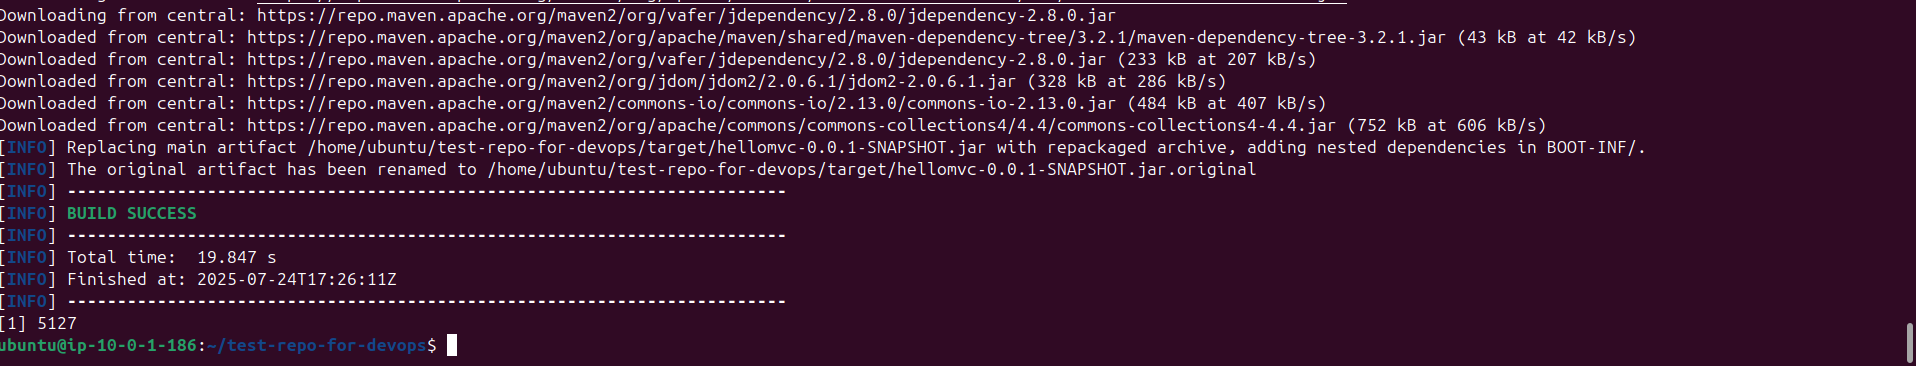 Downloading from central: https://repo.maven.apache.org/maven2/org/vafer/jdependency/2.8.0/jdependency-2.8.0.jar
Downloaded from central: https://repo.maven.apache.org/maven2/org/apache/maven/shared/maven-dependency-tree/3.2.1/maven-dependency-tree-3.2.1.jar (43 kB at 42 kB/s)
Downloaded from central: https://repo.maven.apache.org/maven2/org/vafer/jdependency/2.8.0/jdependency-2.8.0.jar (233 kB at 207 kB/s)
Downloaded from central: https://repo.maven.apache.org/maven2/org/jdom/jdom2/2.0.6.1/jdom2-2.0.6.1.jar (328 kB at 286 kB/s)
Downloaded from central: https://repo.maven.apache.org/maven2/commons-io/commons-io/2.13.0/commons-io-2.13.0.jar (484 kB at 407 kB/s)
Downloaded from central: https://repo.maven.apache.org/maven2/org/apache/commons/commons-collections4/4.4/commons-collections4-4.4.jar (752 kB at 606 kB/s)
[INFO] Replacing main artifact /home/ubuntu/test-repo-for-devops/target/hellomvc-0.0.1-SNAPSHOT.jar with repackaged archive, adding nested dependencies in BOOT-INF/.
[INFO] The original artifact has been renamed to /home/ubuntu/test-repo-for-devops/target/hellomvc-0.0.1-SNAPSHOT.jar.original
[INFO] ------------------------------------------------------------------------
[INFO] BUILD SUCCESS
[INFO] ------------------------------------------------------------------------
[INFO] Total time:  19.847 s
[INFO] Finished at: 2025-07-24T17:26:11Z
[INFO] ------------------------------------------------------------------------
[1] 5127
ubuntu@ip-10-0-1-186:~/test-repo-for-devops$